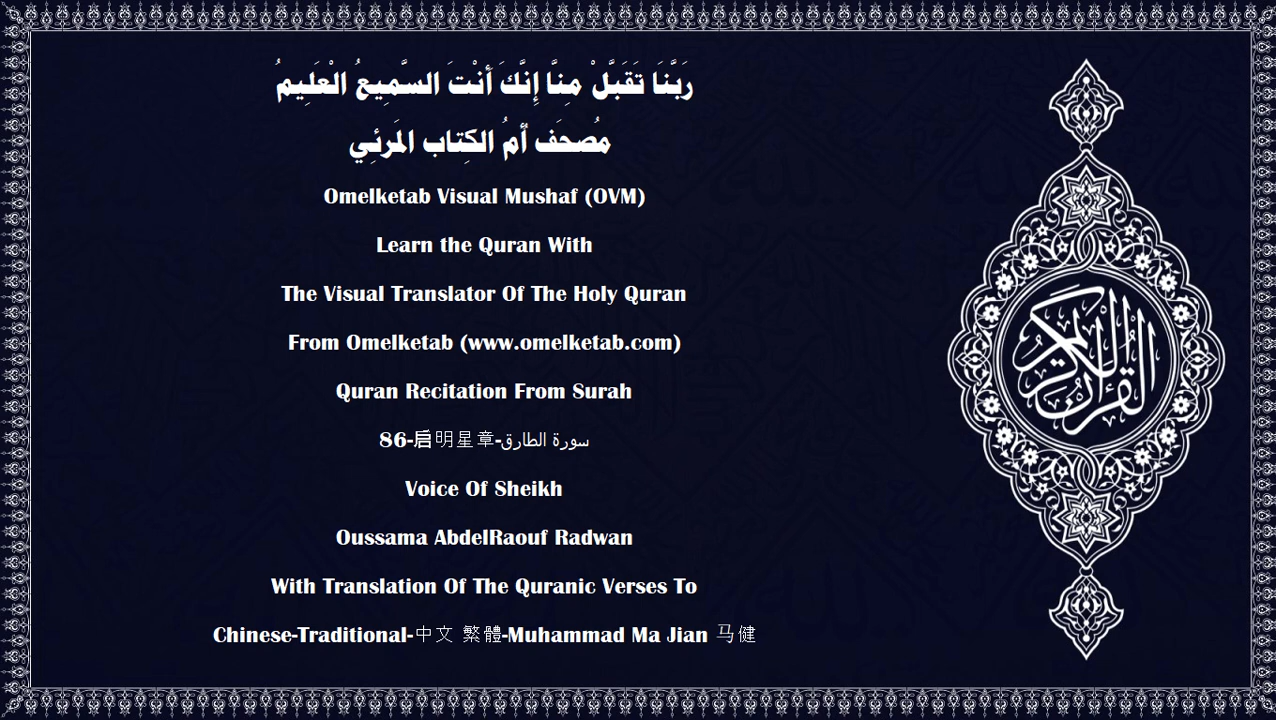 رَبَّنَا تَقَبَّلْ مِنَّا إِنَّكَ أَنْتَ السَّمِيعُ الْعَلِيمُ
مُصحَف أمُ الكِتاب المَرئِي
Omelketab Visual Mushaf (OVM)
Learn the Quran With
The Visual Translator Of The Holy Quran
From Omelketab (www.omelketab.com)
Quran Recitation From Surah
86-启明星章-سورة الطارق
Voice Of Sheikh
Oussama AbdelRaouf Radwan
With Translation Of The Quranic Verses To
Chinese-Traditional-中文 繁體-Muhammad Ma Jian 马健
القرآن الكريم